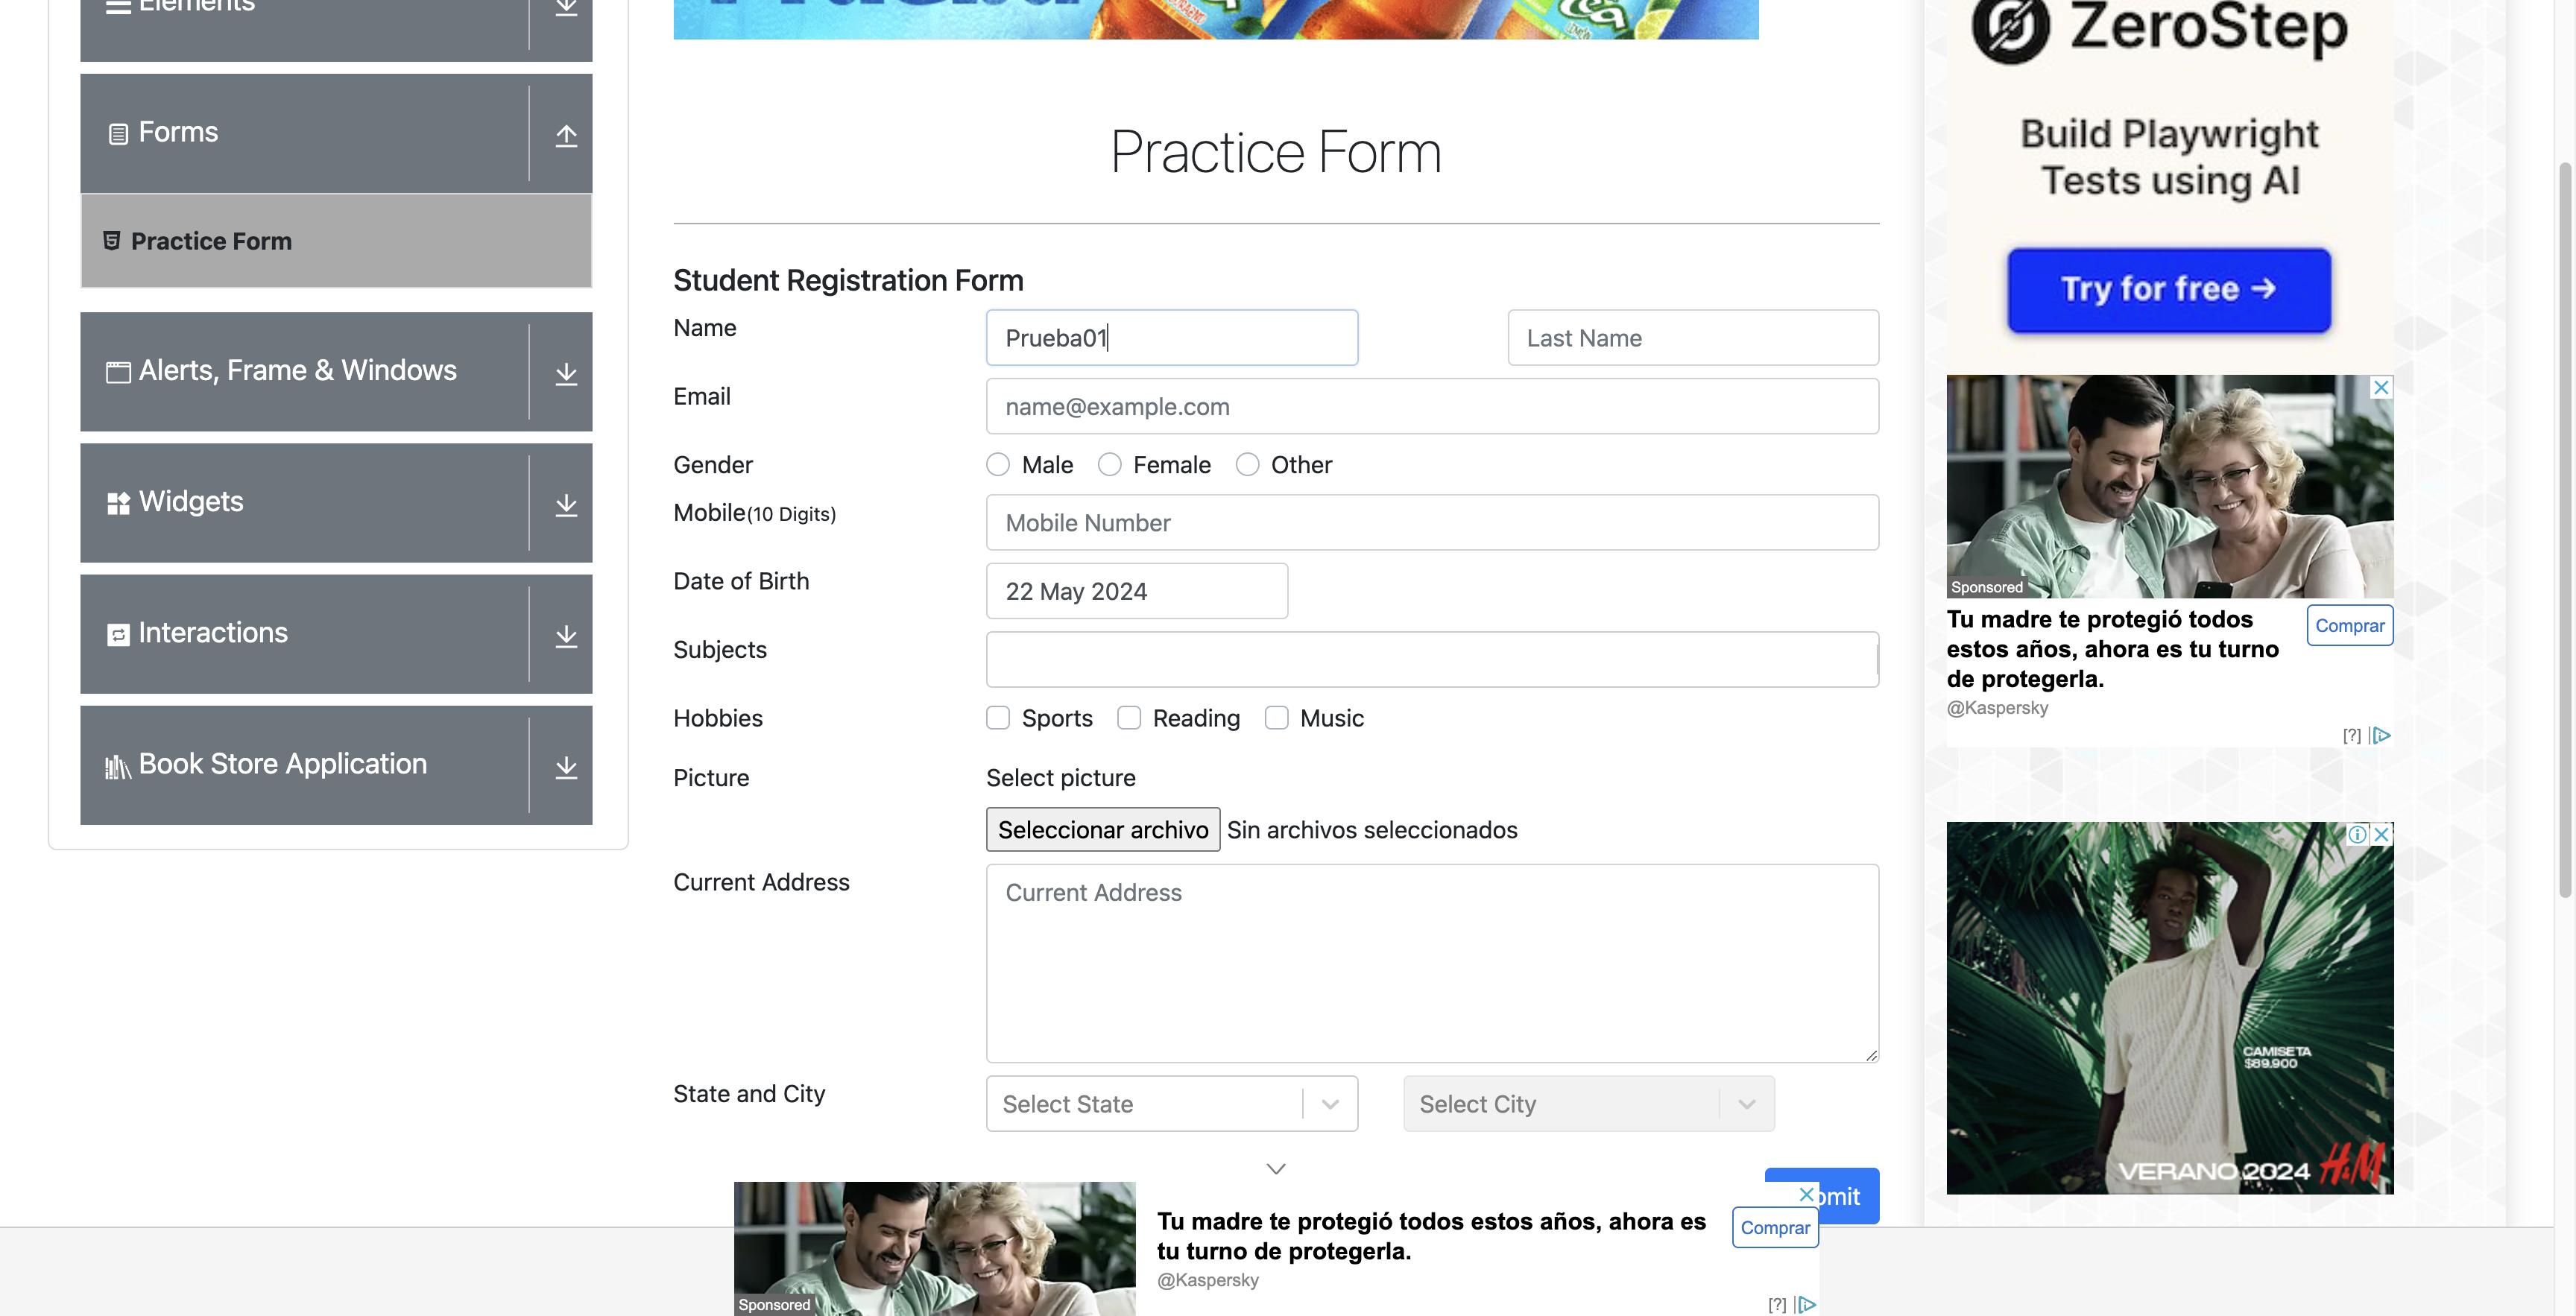 Elements
Forms
Practice Form
Alerts, Frame & Windows
Widgets
Interactions
Book Store Application
Prueba
Practice Form
Student Registration Form
Name
Prueba01
Last Name
Email
name@example.com
Gender
Male
Female
Other
Mobile(10 Digits)
Mobile Number
Date of Birth
22 May 2024
Subjects
Hobbies
Sports
Reading
Music
Picture
Select picture
Seleccionar archivo
Sin archivos seleccionados
Current Address
Current Address
State and City
Select State
Select City
mit
Sponsored
Tu madre te protegió todos estos años, ahora es
tu turno de protegerla.
@Kaspersky
Comprar
[?]
ZeroStep
Build Playwright
Tests using AI
Try for free →
Sponsored
Tu madre te protegió todos
estos años, ahora es tu turno
de protegerla.
@Kaspersky
Comprar
[?]
CAMISETA
$89.900
VERANO 2024 H&M